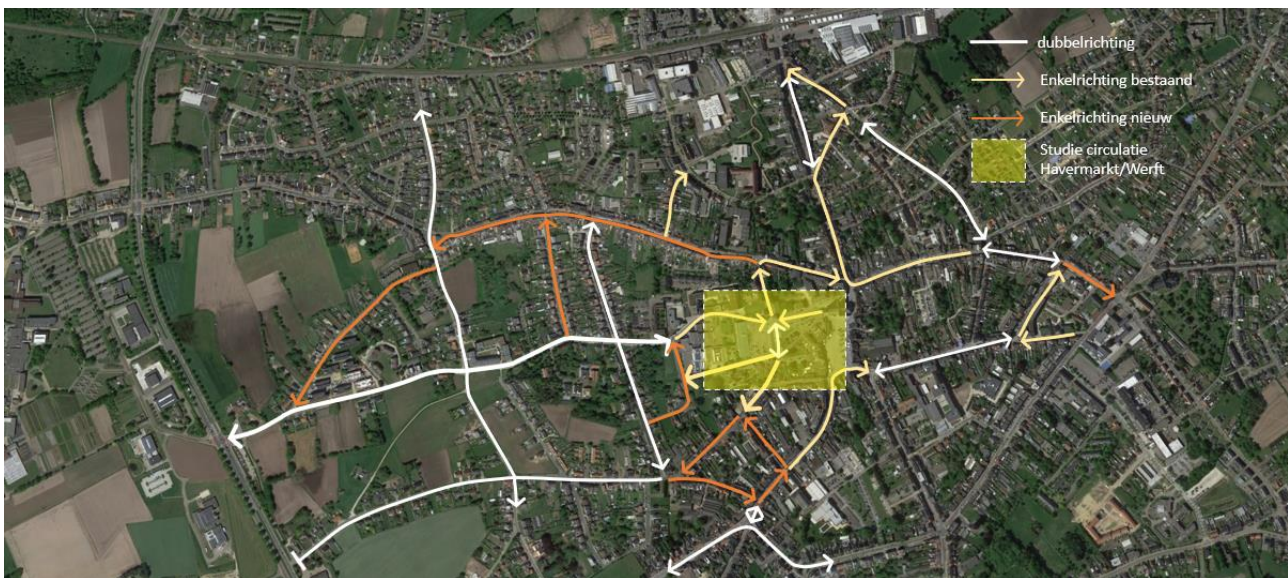 dubbelrichting
Enkelrichting bestaand
Enkelrichting nieuw
Studie circulatie
Havermarkt/Werft